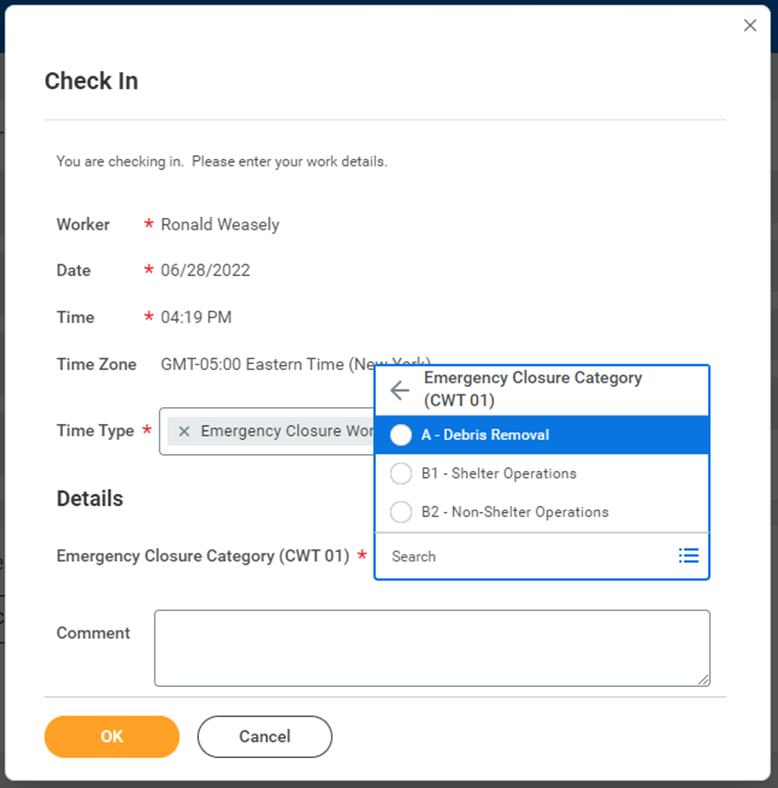 Check In
You are checking in. Please enter your work details.
Worker * Ronald Weasely
Date * 06/28/2022
Time * 04:19 PM
Time Zone GMT-05:00 Eastern Time (New York)
Emergency Closure Category
(CWT 01)
Time Type * × Emergency Closure Wor
A - Debris Removal
B1 - Shelter Operations
B2 - Non-Shelter Operations
Details
Emergency Closure Category (CWT 01) *
Search
Comment
OK
Cancel